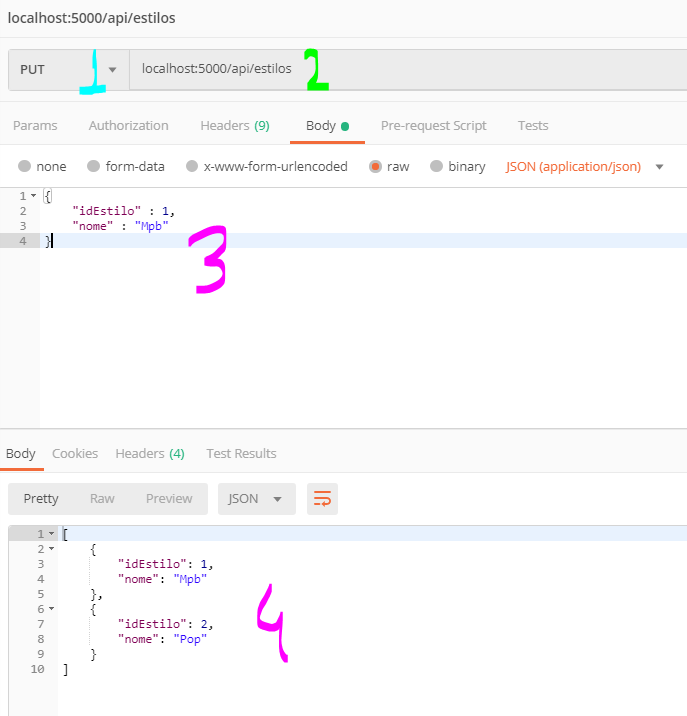 localhost:5000/api/estilos
PUT 1 localhost:5000/api/estilos 2
Params Authorization Headers (9) Body Pre-request Script Tests
none form-data x-www-form-urlencoded raw binary JSON (application/json)
1 {
2 "idEstilo" : 1,
3 "nome" : "Mpb"
4 }
3
Body Cookies Headers (4) Test Results
Pretty Raw Preview JSON
1 [
2 {
3 "idEstilo": 1,
4 "nome": "Mpb"
5 },
6 {
7 "idEstilo": 2,
8 "nome": "Pop"
9 }
10 ]
4